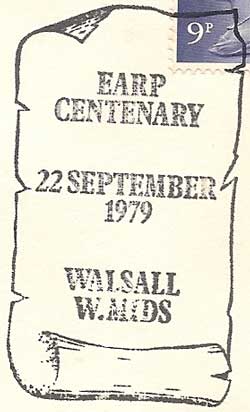 9P
EARP
CENTENARY
22 SEPTEMBER
1979
WALSALL
W.MIDS